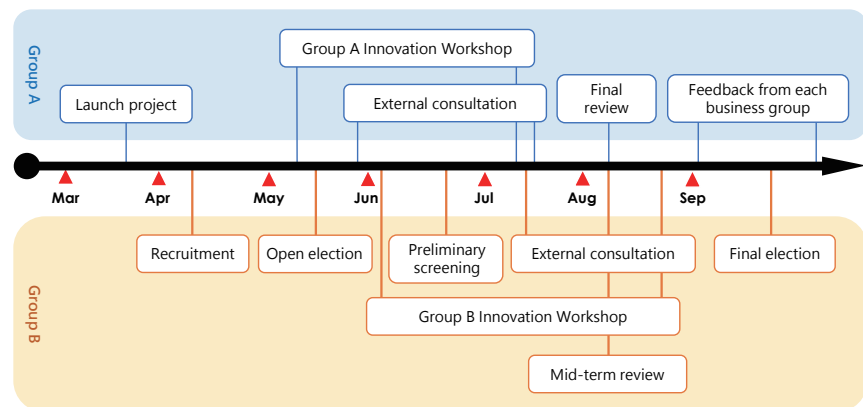 Group A
Group A Innovation Workshop
Launch project
External consultation
Final
review
Feedback from each
business group
Mar
Apr
May
Jun
Jul
Aug
Sep
Group B
Recruitment
Open election
Preliminary
screening
External consultation
Final election
Group B Innovation Workshop
Mid-term review